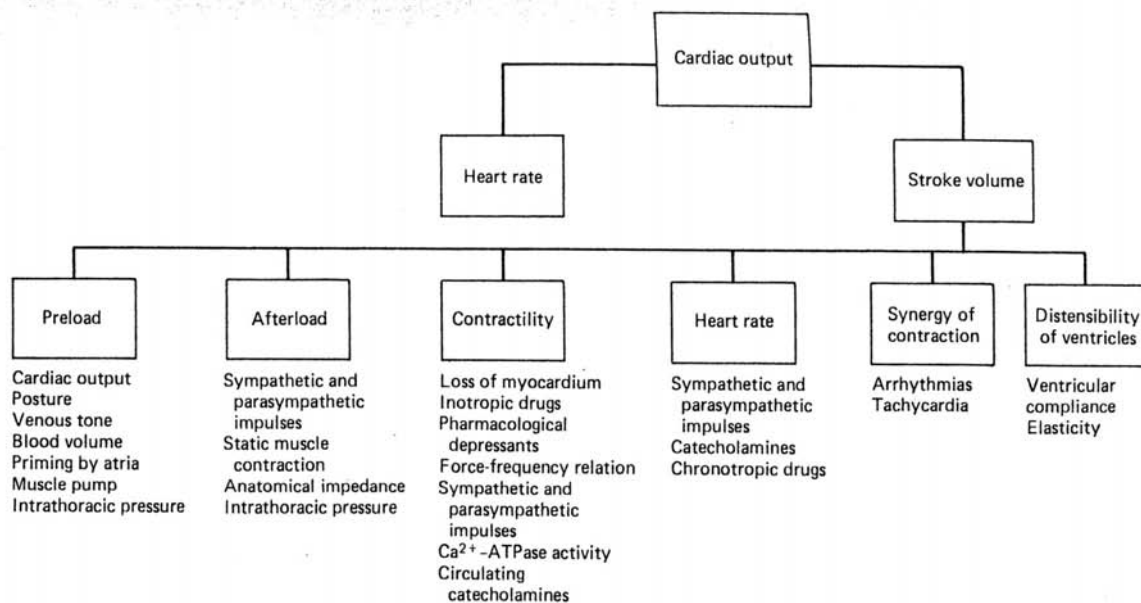 Cardiac output
Heart rate
Stroke volume
Preload
Afterload
Contractility
Heart rate
Synergy of
contraction
Distensibility
of ventricles
Cardiac output
Posture
Venous tone
Blood volume
Priming by atria
Muscle pump
Intrathoracic pressure
Sympathetic and
parasympathetic
impulses
Static muscle
contraction
Anatomical impedance
Intrathoracic pressure
Loss of myocardium
Inotropic drugs
Pharmacological
depressants
Force-frequency relation
Sympathetic and
parasympathetic
impulses
Ca²⁺-ATPase activity
Circulating
catecholamines
Sympathetic and
parasympathetic
impulses
Catecholamines
Chronotropic drugs
Arrhythmias
Tachycardia
Ventricular
compliance
Elasticity